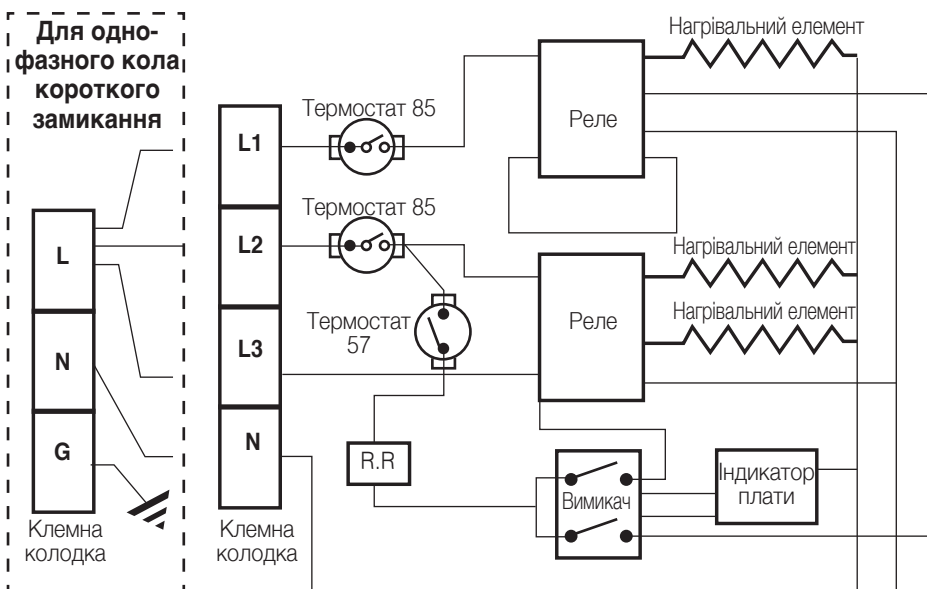 Для одно-
фазного кола
короткого
замикання
L
N
G
Клемна
колодка
L1
L2
L3
N
Клемна
колодка
Термостат 85
Термостат 85
Термостат
57
R.R
Реле
Реле
Нагрівальний елемент
Нагрівальний елемент
Нагрівальний елемент
Вимикач
Індикатор
плати